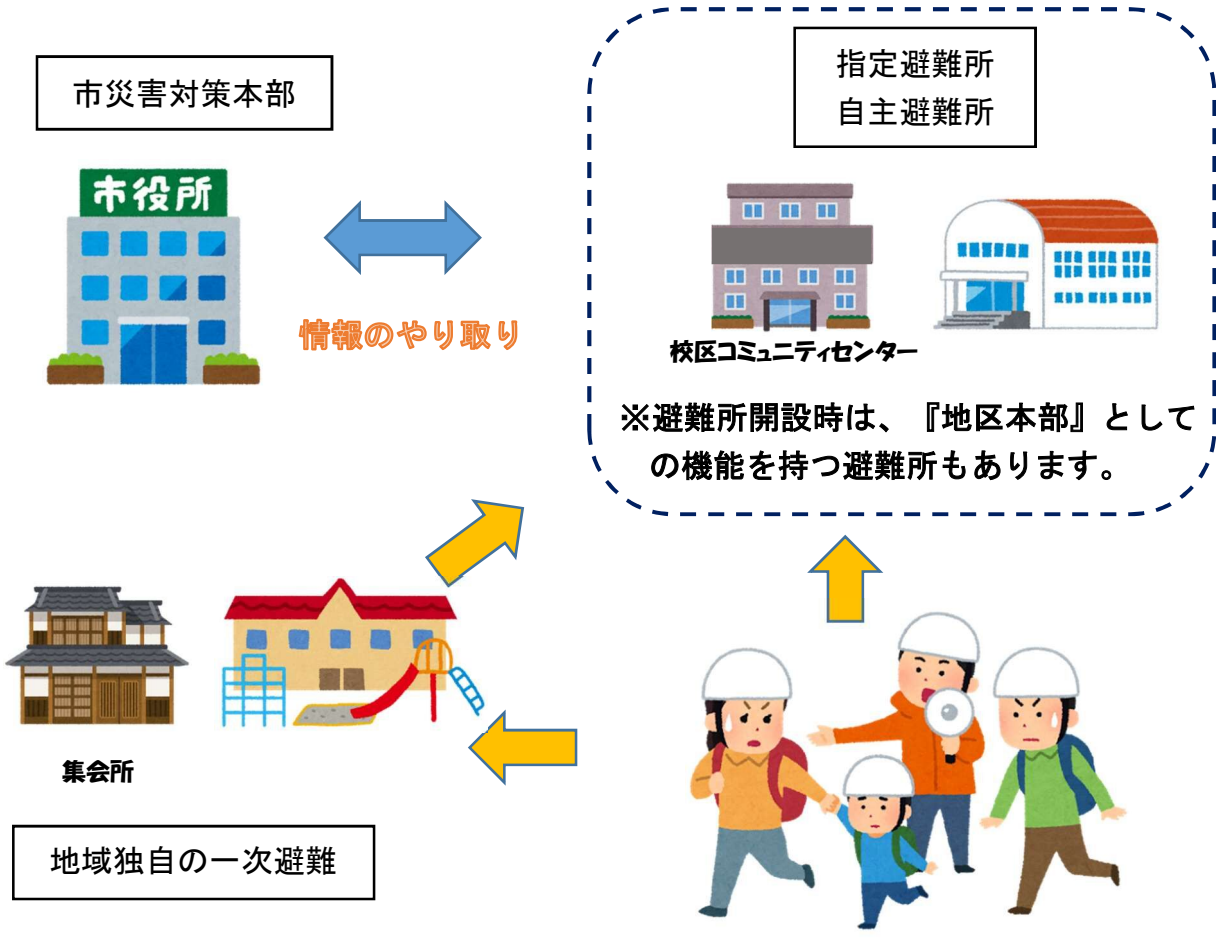 市災害対策本部
市役所
情報のやり取り
指定避難所
自主避難所
校区コミュニティセンター
※避難所開設時は、『地区本部』として
の機能を持つ避難所もあります。
集会所
地域独自の一次避難